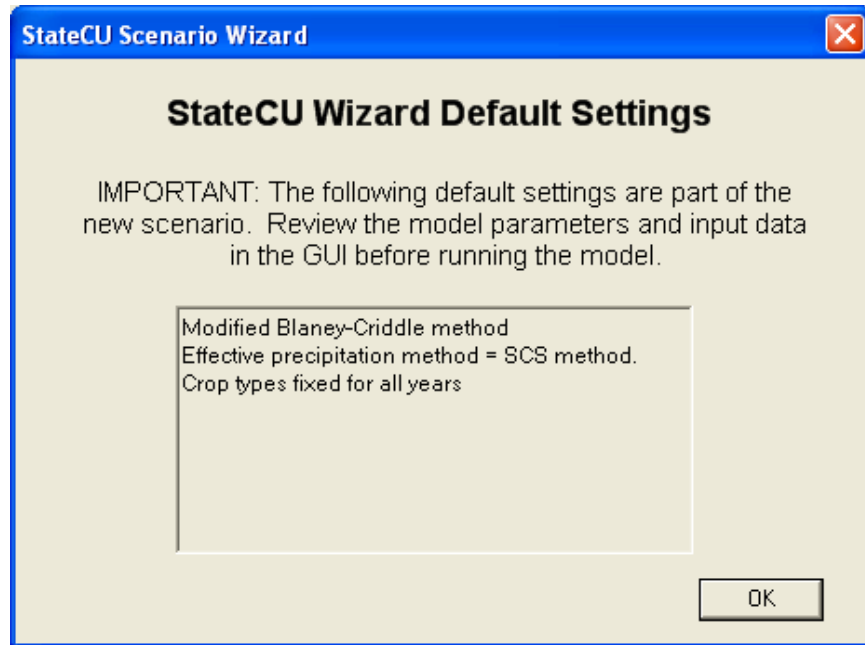 StateCU Scenario Wizard
StateCU Wizard Default Settings
IMPORTANT: The following default settings are part of the
new scenario.  Review the model parameters and input data
in the GUI before running the model.
Modified Blaney-Criddle method
Effective precipitation method = SCS method.
Crop types fixed for all years
OK